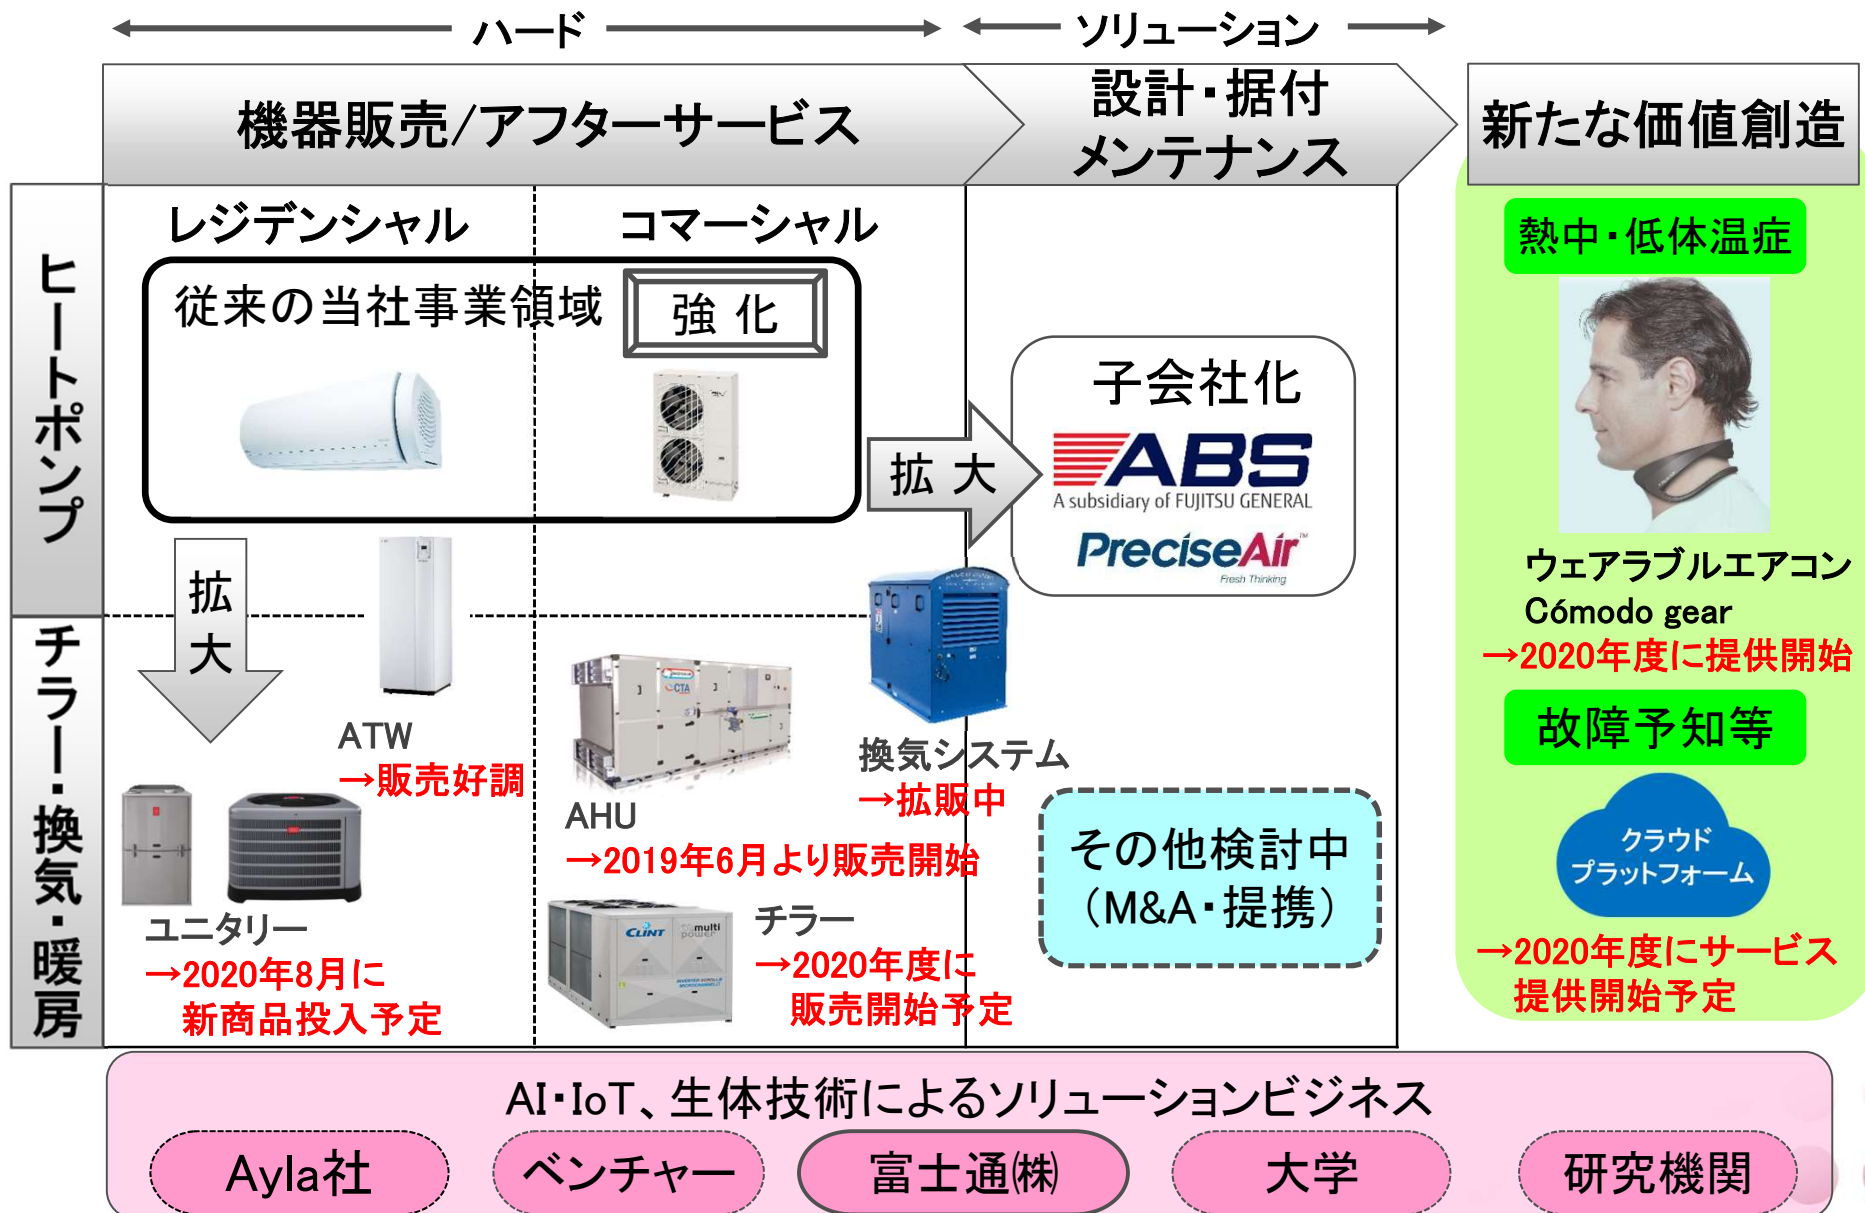 ハード
ソリューション
機器販売/アフターサービス
設計・据付
メンテナンス
新たな価値創造
ヒートポンプ
レジデンシャル
コマーシャル
従来の当社事業領域
強 化
拡 大
子会社化
ABS
A subsidiary of FUJITSU GENERAL
PreciseAir™
Fresh Thinking
熱中・低体温症
ウェアラブルエアコン
Cómodo gear
→2020年度に提供開始
拡
大
チラー・換気・暖房
ATW
→販売好調
ユニタリー
→2020年8月に
新商品投入予定
CTA
AHU
→2019年6月より販売開始
換気システム
→拡販中
CLINT
multi
power
チラー
→2020年度に
販売開始予定
その他検討中
（M&A・提携）
故障予知等
クラウド
プラットフォーム
→2020年度にサービス
提供開始予定
AI・IoT、生体技術によるソリューションビジネス
Ayla社
ベンチャー
富士通㈱
大学
研究機関